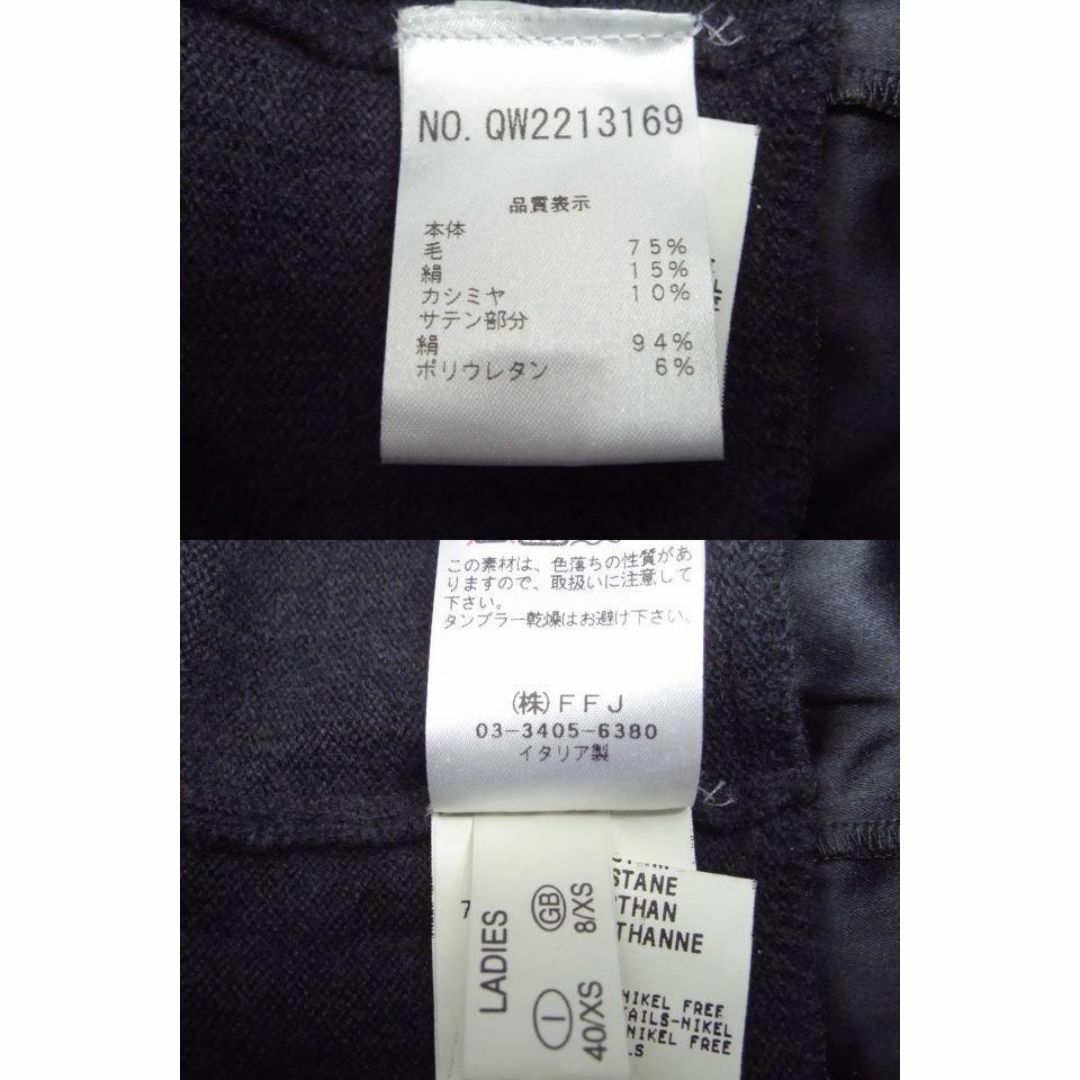 NO. QW2213169
品質表示
本体
毛 75%
絹 15%
カシミヤ 10%
サテン部分
絹 94%
ポリウレタン 6%
この素材は、色落ちの性質があ
りますので、取扱いに注意して
下さい。
タンブラー乾燥はお避け下さい。
(株)FFJ
03-3405-6380
イタリア製
LADIES
GB 8/XS
I 40/XS
7
STANE
THAN
THANNE
NIKEL FREE
TAILS-NIKEL
NIKEL FREE
LS